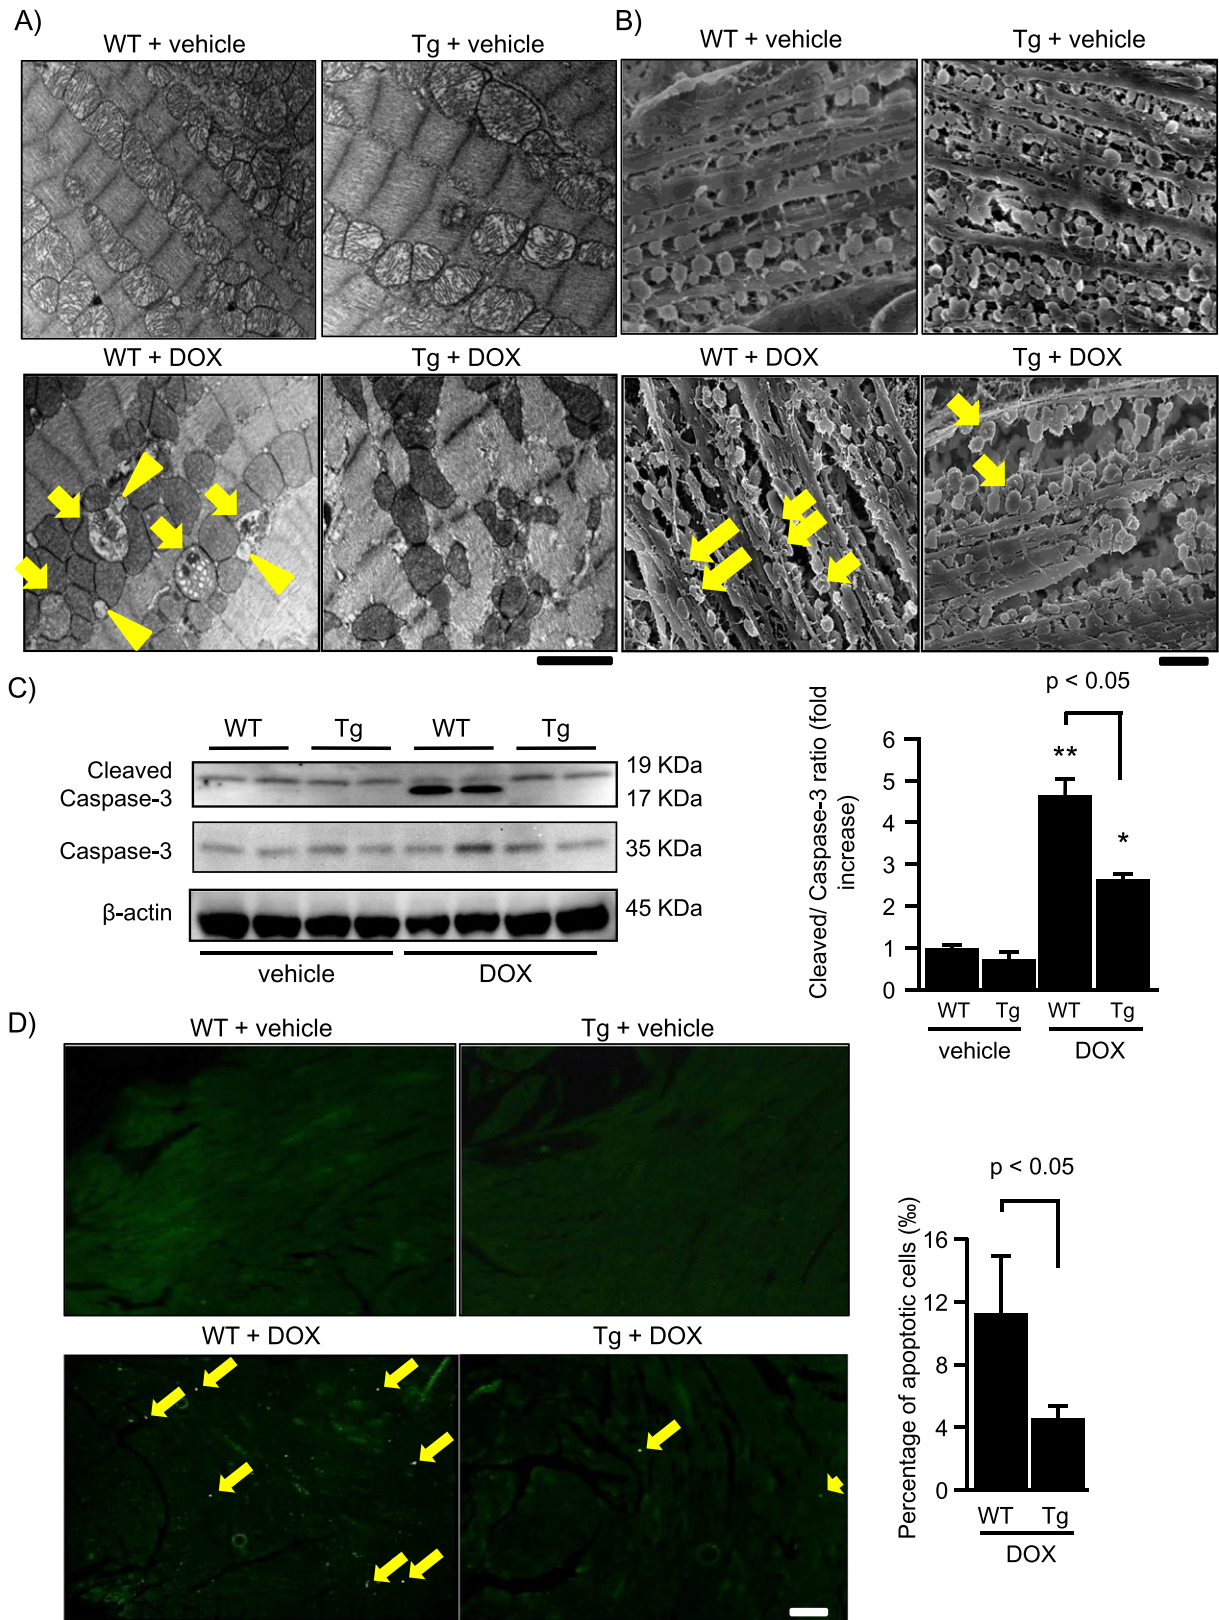 A)
WT + vehicle
Tg + vehicle
B)
WT + vehicle
Tg + vehicle
WT + DOX
Tg + DOX
WT + DOX
Tg + DOX
C)
WT
Tg
WT
Tg
Cleaved
Caspase-3
19 KDa
17 KDa
Caspase-3
35 KDa
β-actin
45 KDa
vehicle
DOX
p < 0.05
Cleaved/ Caspase-3 ratio (fold
increase)
6
5
4
3
2
1
0
**
*
WT
Tg
WT
Tg
vehicle
DOX
D)
WT + vehicle
Tg + vehicle
WT + DOX
Tg + DOX
p < 0.05
Percentage of apoptotic cells (‰)
16
12
8
4
0
WT
Tg
DOX